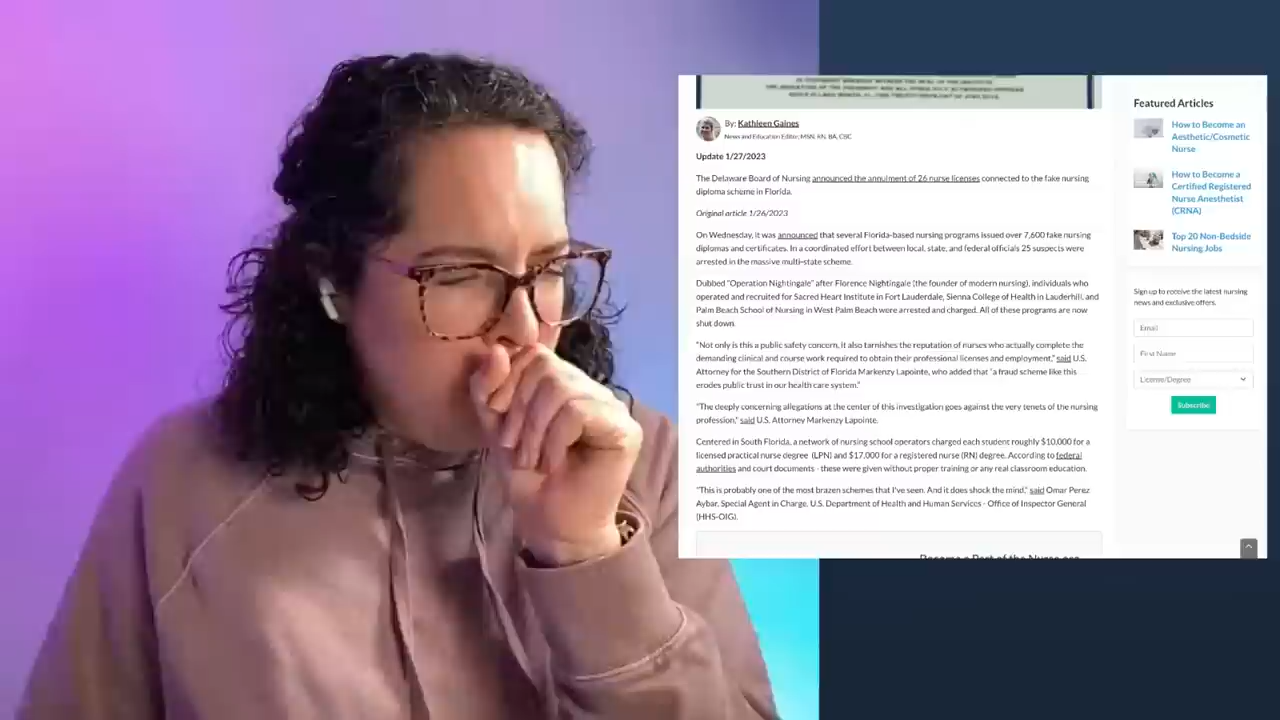 By: Kathleen Gaines
News and Education Editor, MSN, RN, BA, CBC
Update 1/27/2023
The Delaware Board of Nursing announced the annulment of 26 nurse licenses connected to the fake nursing
diploma scheme in Florida.
Original article 1/26/2023
On Wednesday, it was announced that several Florida-based nursing programs issued over 7,600 fake nursing
diplomas and certificates. In a coordinated effort between local, state, and federal officials 25 suspects were
arrested in the massive multi-state scheme.
Dubbed "Operation Nightingale" after Florence Nightingale (the founder of modern nursing), individuals who
operated and recruited for Sacred Heart Institute in Fort Lauderdale, Sienna College of Health in Lauderhill, and
Palm Beach School of Nursing in West Palm Beach were arrested and charged. All of these programs are now
shut down.
"Not only is this a public safety concern, it also tarnishes the reputation of nurses who actually complete the
demanding clinical and course work required to obtain their professional licenses and employment," said U.S.
Attorney for the Southern District of Florida Markenzy Lapointe, who added that "a fraud scheme like this
erodes public trust in our health care system."
"The deeply concerning allegations at the center of this investigation goes against the very tenets of the nursing
profession," said U.S. Attorney Markenzy Lapointe.
Centered in South Florida, a network of nursing school operators charged each student roughly $10,000 for a
licensed practical nurse degree (LPN) and $17,000 for a registered nurse (RN) degree. According to federal
authorities and court documents - these were given without proper training or any real classroom education.
"This is probably one of the most brazen schemes that I've seen. And it does shock the mind," said Omar Perez
Aybar, Special Agent in Charge, U.S. Department of Health and Human Services - Office of Inspector General
(HHS-OIG).
Become a Part of the Nurse.org
Featured Articles
How to Become an
Aesthetic/Cosmetic
Nurse
How to Become a
Certified Registered
Nurse Anesthetist
(CRNA)
Top 20 Non-Bedside
Nursing Jobs
Sign up to receive the latest nursing
news and exclusive offers.
Email
First Name
License/Degree
Subscribe